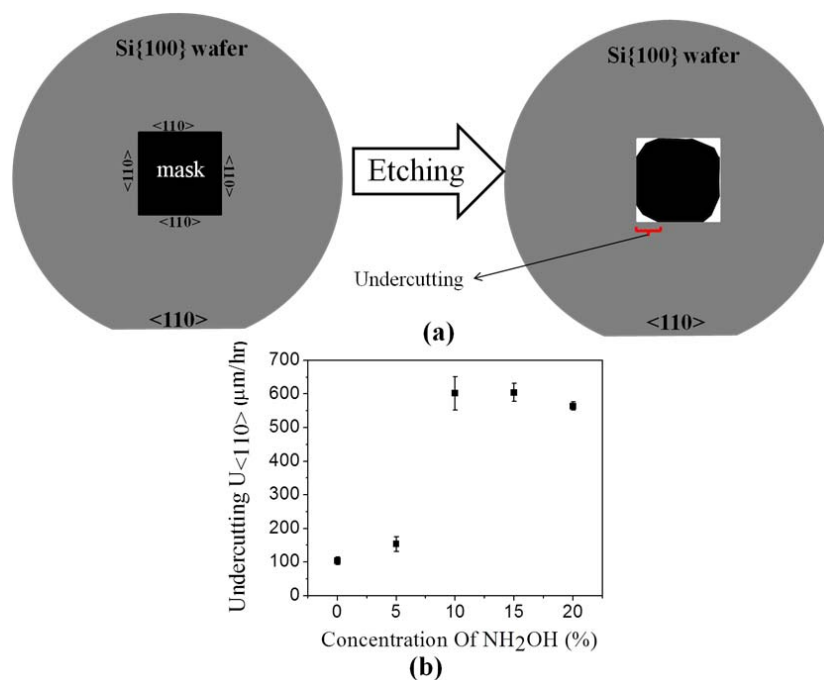 Si{100} wafer
<110>
<110>
mask
<110>
<110>
<110>
Etching
Si{100} wafer
Undercutting
<110>
(a)
700
600
500
400
300
200
100
0
Undercutting U<110> (μm/hr)
0 5 10 15 20
Concentration Of NH2OH (%)
(b)